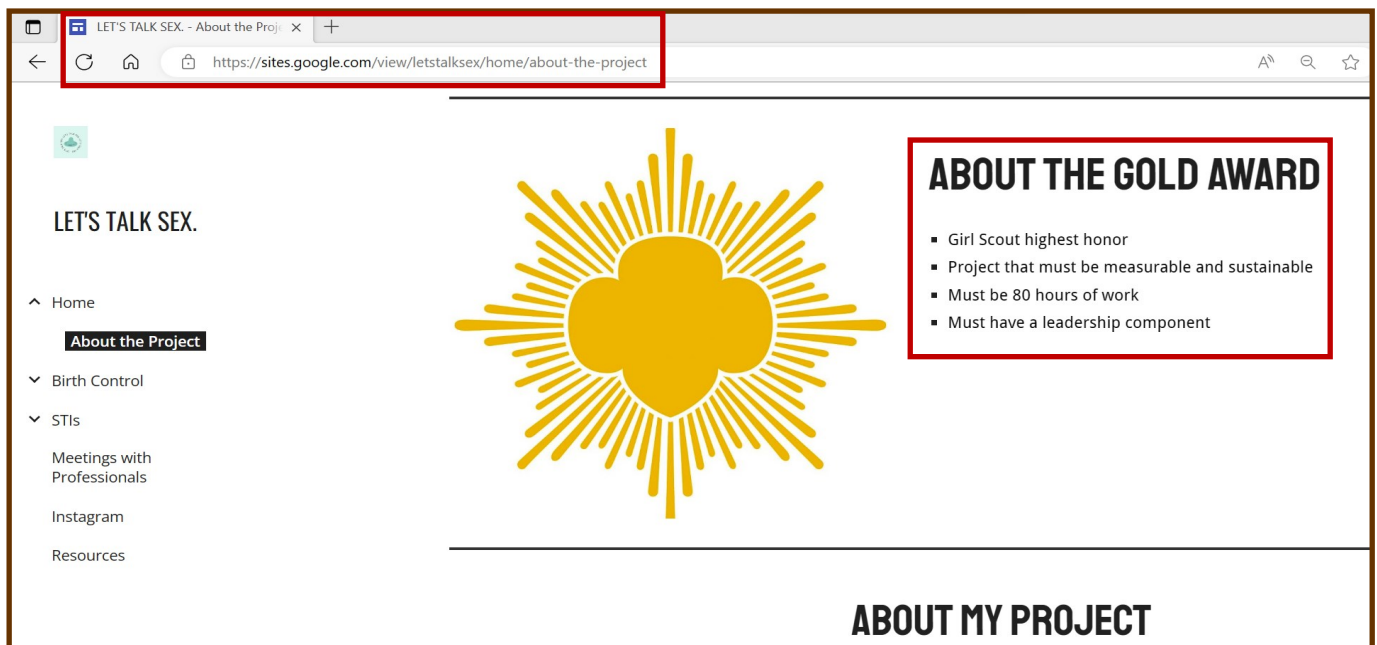 LET'S TALK SEX. - About the Proje
https://sites.google.com/view/letstalksex/home/about-the-project
LET'S TALK SEX.
Home
About the Project
Birth Control
STIs
Meetings with
Professionals
Instagram
Resources
ABOUT THE GOLD AWARD
▪ Girl Scout highest honor
▪ Project that must be measurable and sustainable
▪ Must be 80 hours of work
▪ Must have a leadership component
ABOUT MY PROJECT